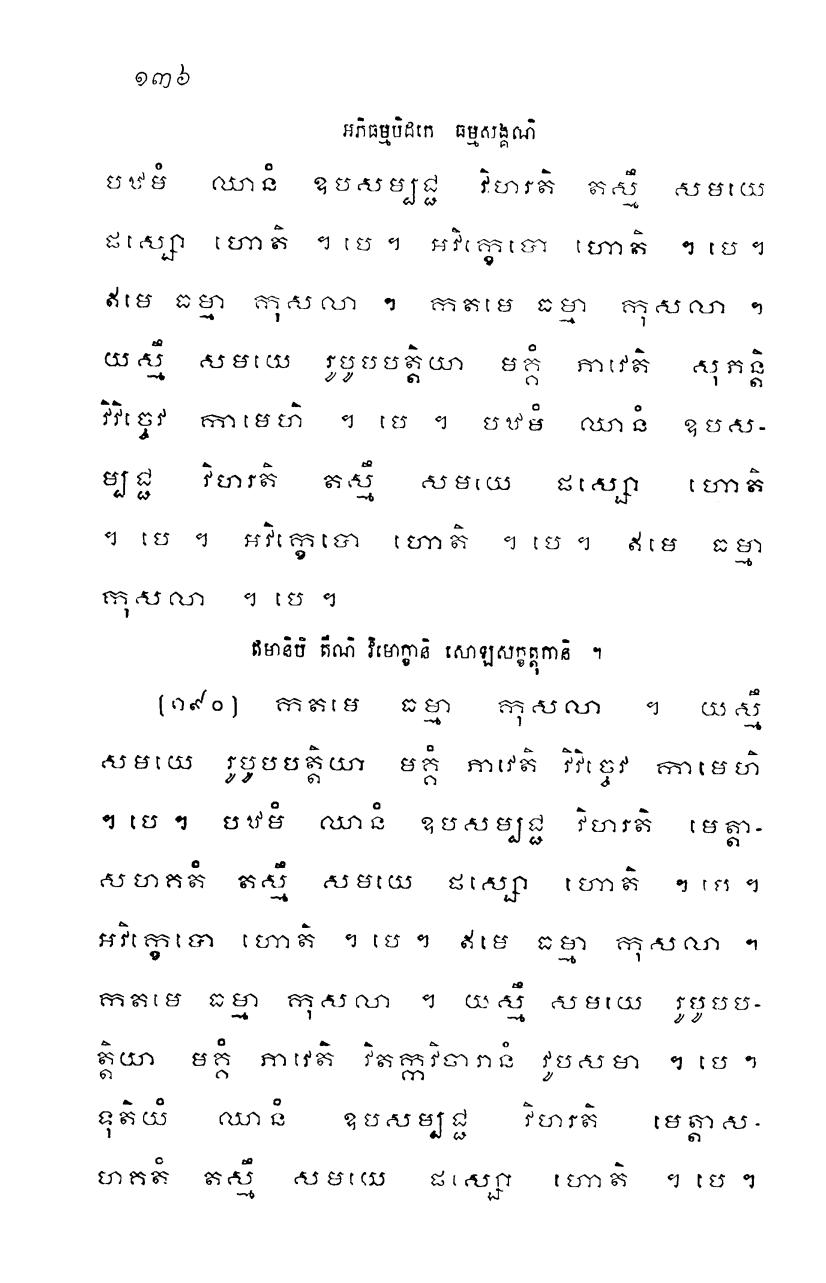 ១៣៦
អភិធម្មបិដកេ ធម្មសង្គណិ
បឋមំ ឈានំ ឧបសម្បជ្ជ វិហរតិ តស្មឹ សមយេ
ផស្សោ ហោតិ ។ បេ ។ អវិក្ខេបោ ហោតិ ។ បេ ។
ឥមេ ធម្មា កុសលា ។ កតមេ ធម្មា កុសលា ។
យស្មឹ សមយេ រូបូបបត្តិយា មគ្គំ ភាវេតិ សុភន្តិ
វិវិច្ចេវ កាមេហិ ។ បេ ។ បឋមំ ឈានំ ឧបស-
ម្បជ្ជ វិហរតិ តស្មឹ សមយេ ផស្សោ ហោតិ
។ បេ ។ អវិក្ខេបោ ហោតិ ។ បេ ។ ឥមេ ធម្មា
កុសលា ។ បេ ។
ឥមានិបិ តីណិ វិមោក្ខានិ សោឡសក្ខត្តុកានិ ។
(១៩០) កតមេ ធម្មា កុសលា ។ យស្មឹ
សមយេ រូបូបបត្តិយា មគ្គំ ភាវេតិ វិវិច្ចេវ កាមេហិ
។ បេ ។ បឋមំ ឈានំ ឧបសម្បជ្ជ វិហរតិ មេត្តា-
សហគតំ តស្មឹ សមយេ ផស្សោ ហោតិ ។ បេ ។
អវិក្ខេបោ ហោតិ ។ បេ ។ ឥមេ ធម្មា កុសលា ។
កតមេ ធម្មា កុសលា ។ យស្មឹ សមយេ រូបូបប-
ត្តិយា មគ្គំ ភាវេតិ វិតក្កវិចារានំ វូបសមា ។ បេ ។
ទុតិយំ ឈានំ ឧបសម្បជ្ជ វិហរតិ មេត្តាស-
ហគតំ តស្មឹ សមយេ ផស្សោ ហោតិ ។ បេ ។